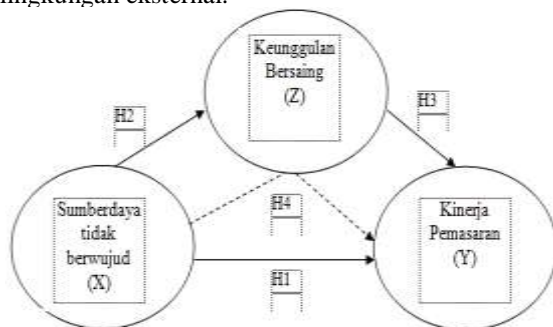 lingkungan eksternal.
Keunggulan
Bersaing
(Z)
H2
H3
Sumberdaya
tidak
berwujud
(X)
H4
Kinerja
Pemasaran
(Y)
H1